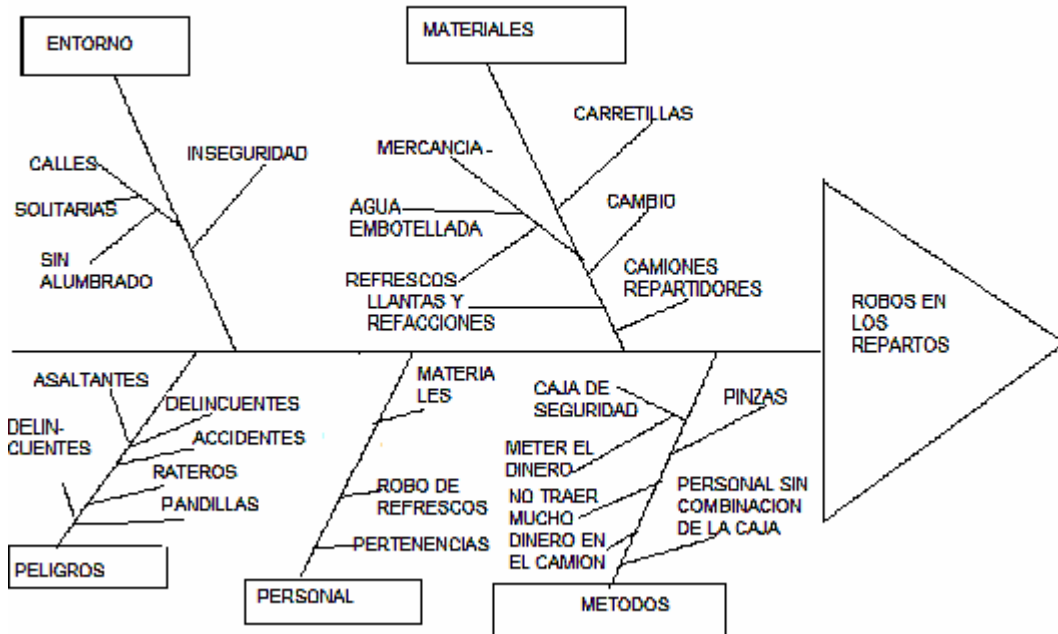 ENTORNO
MATERIALES
CARRETILLAS
MERCANCIA
INSEGURIDAD
CALLES
SOLITARIAS
SIN
ALUMBRADO
AGUA
EMBOTELLADA
CAMBIO
REFRESCOS
LLANTAS Y
REFACCIONES
CAMIONES
REPARTIDORES
ROBOS EN
LOS
REPARTOS
ASALTANTES
DELIN-
CUENTES
DELINCUENTES
ACCIDENTES
RATEROS
PANDILLAS
PELIGROS
MATERIA
LES
ROBO DE
REFRESCOS
PERTENENCIAS
PERSONAL
CAJA DE
SEGURIDAD
PINZAS
METER EL
DINERO
NO TRAER
MUCHO
DINERO EN
EL CAMION
PERSONAL SIN
COMBINACION
DE LA CAJA
METODOS